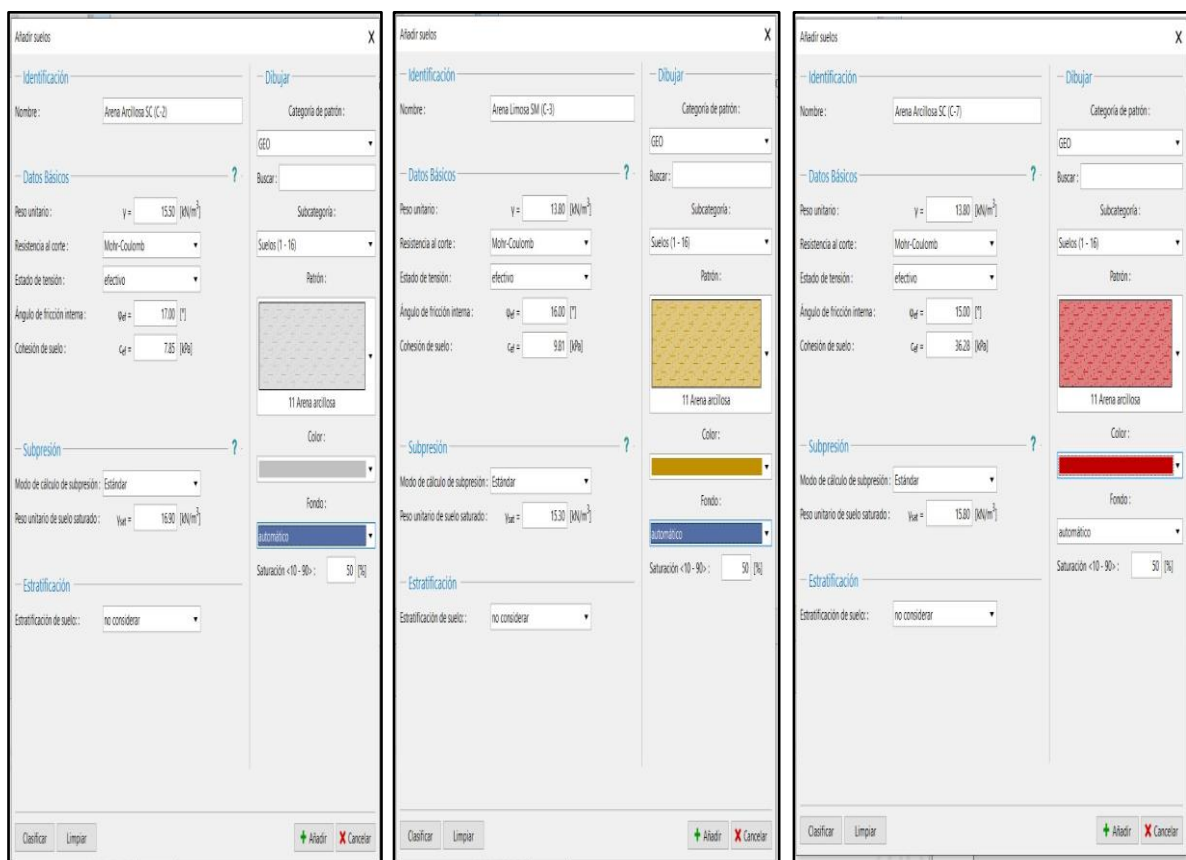 Añadir suelos X
Identificación
Nombre : Arena Arcillosa SC (C-2)
Datos Básicos ?
Peso unitario : γ = 15.50 [kN/m³]
Resistencia al corte : Mohr-Coulomb
Estado de tensión : efectivo
Ángulo de fricción interna : φef = 17.00 [°]
Cohesión de suelo : cef = 7.85 [kPa]
Subpresión ?
Modo de cálculo de subpresión : Estándar
Peso unitario de suelo saturado : γsat = 16.90 [kN/m³]
Estratificación
Estratificación de suelo: : no considerar
Dibujar
Categoría de patrón :
GEO
Buscar :
Subcategoría :
Suelos (1 - 16)
Patrón :
11 Arena arcillosa
Color :
Fondo :
automático
Saturación <10 - 90> : 50 [%]
Clasificar Limpiar Añadir Cancelar
Añadir suelos X
Identificación
Nombre : Arena Limosa SM (C-3)
Datos Básicos ?
Peso unitario : γ = 13.80 [kN/m³]
Resistencia al corte : Mohr-Coulomb
Estado de tensión : efectivo
Ángulo de fricción interna : φef = 16.00 [°]
Cohesión de suelo : cef = 9.81 [kPa]
Subpresión ?
Modo de cálculo de subpresión : Estándar
Peso unitario de suelo saturado : γsat = 15.30 [kN/m³]
Estratificación
Estratificación de suelo: : no considerar
Dibujar
Categoría de patrón :
GEO
Buscar :
Subcategoría :
Suelos (1 - 16)
Patrón :
11 Arena arcillosa
Color :
Fondo :
automático
Saturación <10 - 90> : 50 [%]
Clasificar Limpiar Añadir Cancelar
Añadir suelos X
Identificación
Nombre : Arena Arcillosa SC (C-7)
Datos Básicos ?
Peso unitario : γ = 13.80 [kN/m³]
Resistencia al corte : Mohr-Coulomb
Estado de tensión : efectivo
Ángulo de fricción interna : φef = 15.00 [°]
Cohesión de suelo : cef = 36.28 [kPa]
Subpresión ?
Modo de cálculo de subpresión : Estándar
Peso unitario de suelo saturado : γsat = 15.80 [kN/m³]
Estratificación
Estratificación de suelo: : no considerar
Dibujar
Categoría de patrón :
GEO
Buscar :
Subcategoría :
Suelos (1 - 16)
Patrón :
11 Arena arcillosa
Color :
Fondo :
automático
Saturación <10 - 90> : 50 [%]
Clasificar Limpiar Añadir Cancelar